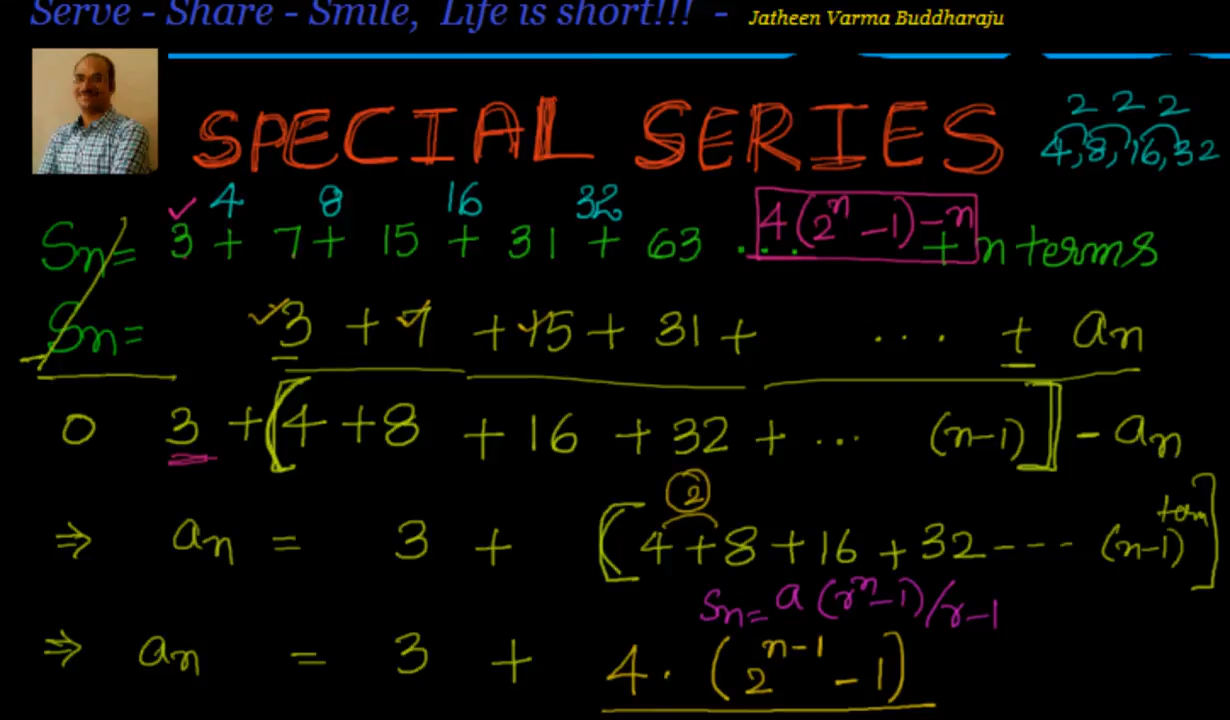 Serve - Share - Smile, Life is short!!! - Jatheen Varma Buddharaju
SPECIAL SERIES
2 2 2
4, 8, 16, 32
4 8 16 32
Sn = 3 + 7 + 15 + 31 + 63 .... + n terms
4(2^n - 1) - n
Sn = 3 + 7 + 15 + 31 + ... + an
0 3 + [4 + 8 + 16 + 32 + ... (n-1)] - an
2
⇒ an = 3 + [4 + 8 + 16 + 32 ---- (n-1) term]
Sn = a (r^n - 1)/r - 1
⇒ an = 3 + 4 . (2^(n-1) - 1)